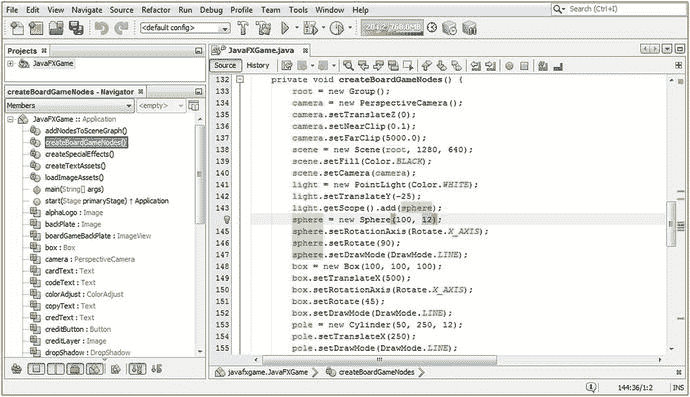 File Edit View Navigate Source Refactor Run Debug Profile Team Tools Window Help
Search (Ctrl+I)
<default config>
Projects
JavaFXGame
createBoardGameNodes() - Navigator
Members
<empty>
JavaFXGame :: Application
addNodesToSceneGraph()
createBoardGameNodes()
createSpecialEffects()
createTextAssets()
loadImageAssets()
main(String[] args)
start(Stage primaryStage) ↑ Application
alphaLogo : Image
backPlate : Image
boardGameBackPlate : ImageView
box : Box
camera : PerspectiveCamera
cardText : Text
codeText : Text
colorAdjust : ColorAdjust
copyText : Text
credText : Text
creditButton : Button
creditLayer : Image
dropShadow : DropShadow
JavaFXGame.java
Source History
132 private void createBoardGameNodes() {
133 root = new Group();
134 camera = new PerspectiveCamera();
135 camera.setTranslateZ(0);
136 camera.setNearClip(0.1);
137 camera.setFarClip(5000.0);
138 scene = new Scene(root, 1280, 640);
139 scene.setFill(Color.BLACK);
140 scene.setCamera(camera);
141 light = new PointLight(Color.WHITE);
142 light.setTranslateY(-25);
143 light.getScope().add(sphere);
sphere = new Sphere(100, 12);
145 sphere.setRotationAxis(Rotate.X_AXIS);
146 sphere.setRotate(90);
147 sphere.setDrawMode(DrawMode.LINE);
148 box = new Box(100, 100, 100);
149 box.setTranslateX(500);
150 box.setRotationAxis(Rotate.X_AXIS);
151 box.setRotate(45);
152 box.setDrawMode(DrawMode.LINE);
153 pole = new Cylinder(50, 250, 12);
154 pole.setTranslateX(250);
155 pole.setDrawMode(DrawMode.LINE);
javafxgame.JavaFXGame
createBoardGameNodes
144:36/1:2 INS